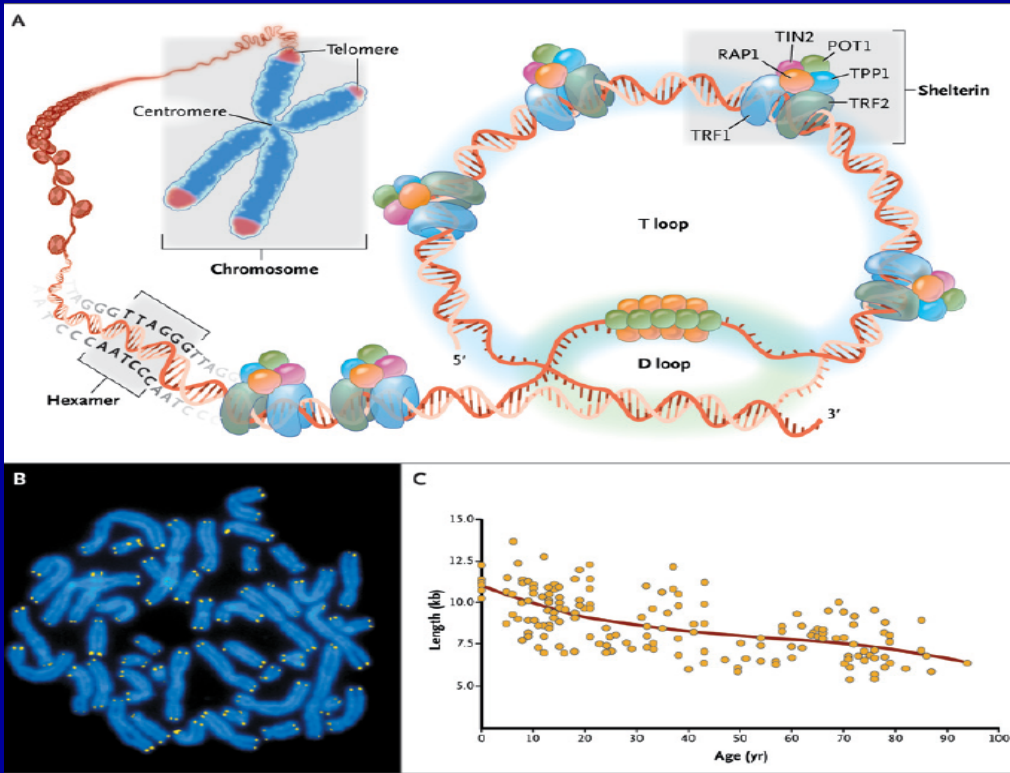 A
Telomere
Centromere
Chromosome
TIN2
POT1
RAP1
TPP1
TRF2
TRF1
Shelterin
T loop
D loop
5′
3′
TAGGGTTAGGGTTAGG
ATCCCAATCCCAATCCC
Hexamer
B
C
15.0
12.5
10.0
7.5
5.0
Length (kb)
0 10 20 30 40 50 60 70 80 90 100
Age (yr)